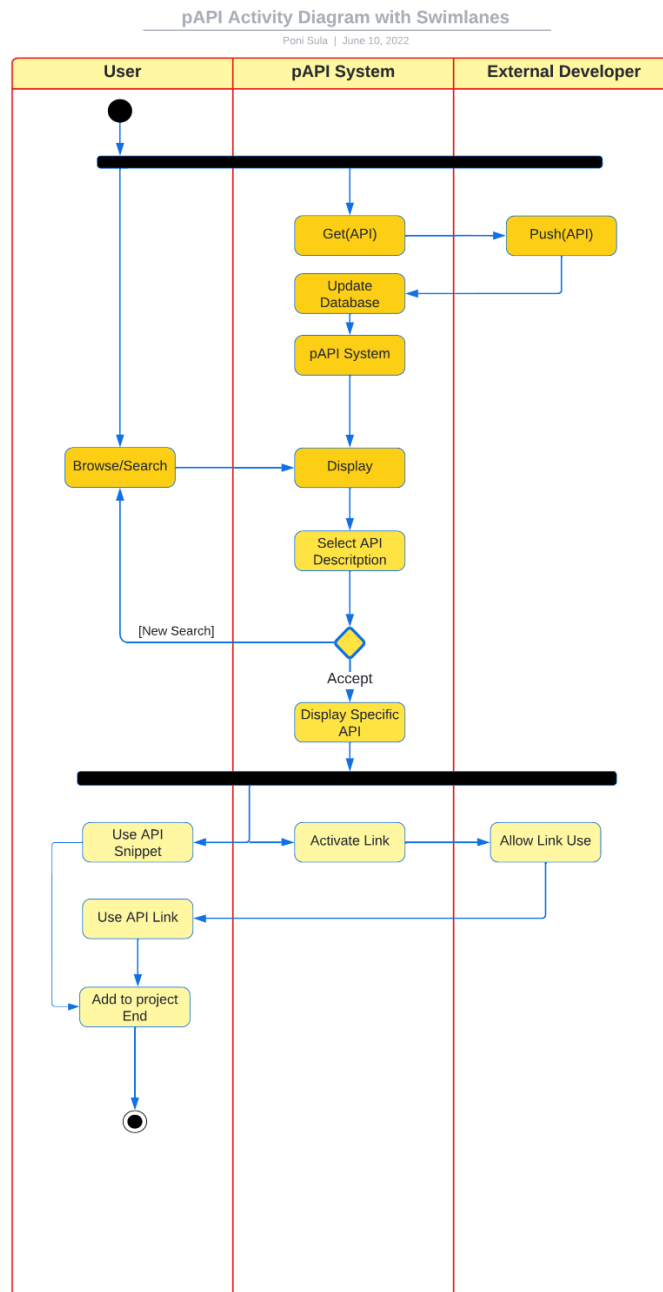 pAPI Activity Diagram with Swimlanes
Poni Sula | June 10, 2022
User
pAPI System
External Developer
Get(API)
Push(API)
Update
Database
pAPI System
Browse/Search
Display
Select API
Descritption
[New Search]
Accept
Display Specific
API
Use API
Snippet
Activate Link
Allow Link Use
Use API Link
Add to project
End